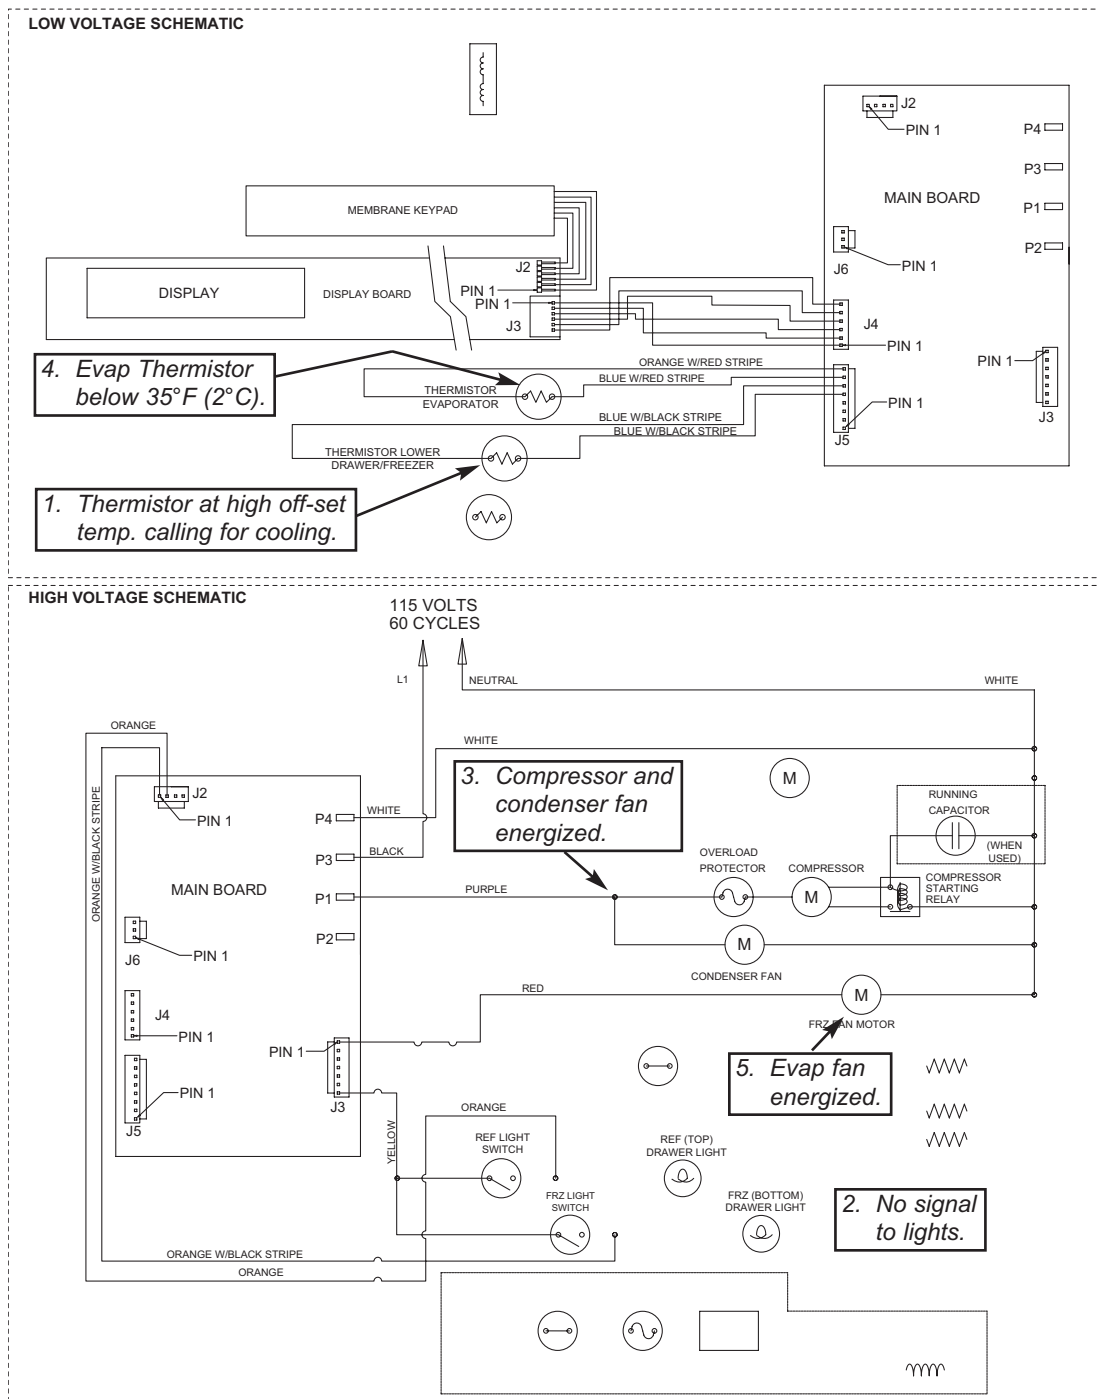 LOW VOLTAGE SCHEMATIC
J2
PIN 1
P4
P3
MAIN BOARD
P1
P2
J6
PIN 1
MEMBRANE KEYPAD
DISPLAY
DISPLAY BOARD
J2
PIN 1
PIN 1
J3
J4
PIN 1
PIN 1
J3
ORANGE W/RED STRIPE
BLUE W/RED STRIPE
4. Evap Thermistor
below 35°F (2°C).
THERMISTOR
EVAPORATOR
PIN 1
J5
BLUE W/BLACK STRIPE
BLUE W/BLACK STRIPE
THERMISTOR LOWER
DRAWER/FREEZER
1. Thermistor at high off-set
temp. calling for cooling.
HIGH VOLTAGE SCHEMATIC
115 VOLTS
60 CYCLES
L1
NEUTRAL
WHITE
ORANGE
WHITE
ORANGE W/BLACK STRIPE
J2
PIN 1
3. Compressor and
condenser fan
energized.
M
RUNNING
CAPACITOR
(WHEN
USED)
P4
WHITE
P3
BLACK
MAIN BOARD
P1
PURPLE
P2
OVERLOAD
PROTECTOR
COMPRESSOR
M
COMPRESSOR
STARTING
RELAY
M
CONDENSER FAN
J6
PIN 1
RED
M
FRZ FAN MOTOR
J4
PIN 1
PIN 1
J3
PIN 1
J5
5. Evap fan
energized.
ORANGE
YELLOW
REF LIGHT
SWITCH
REF (TOP)
DRAWER LIGHT
FRZ LIGHT
SWITCH
FRZ (BOTTOM)
DRAWER LIGHT
2. No signal
to lights.
ORANGE W/BLACK STRIPE
ORANGE